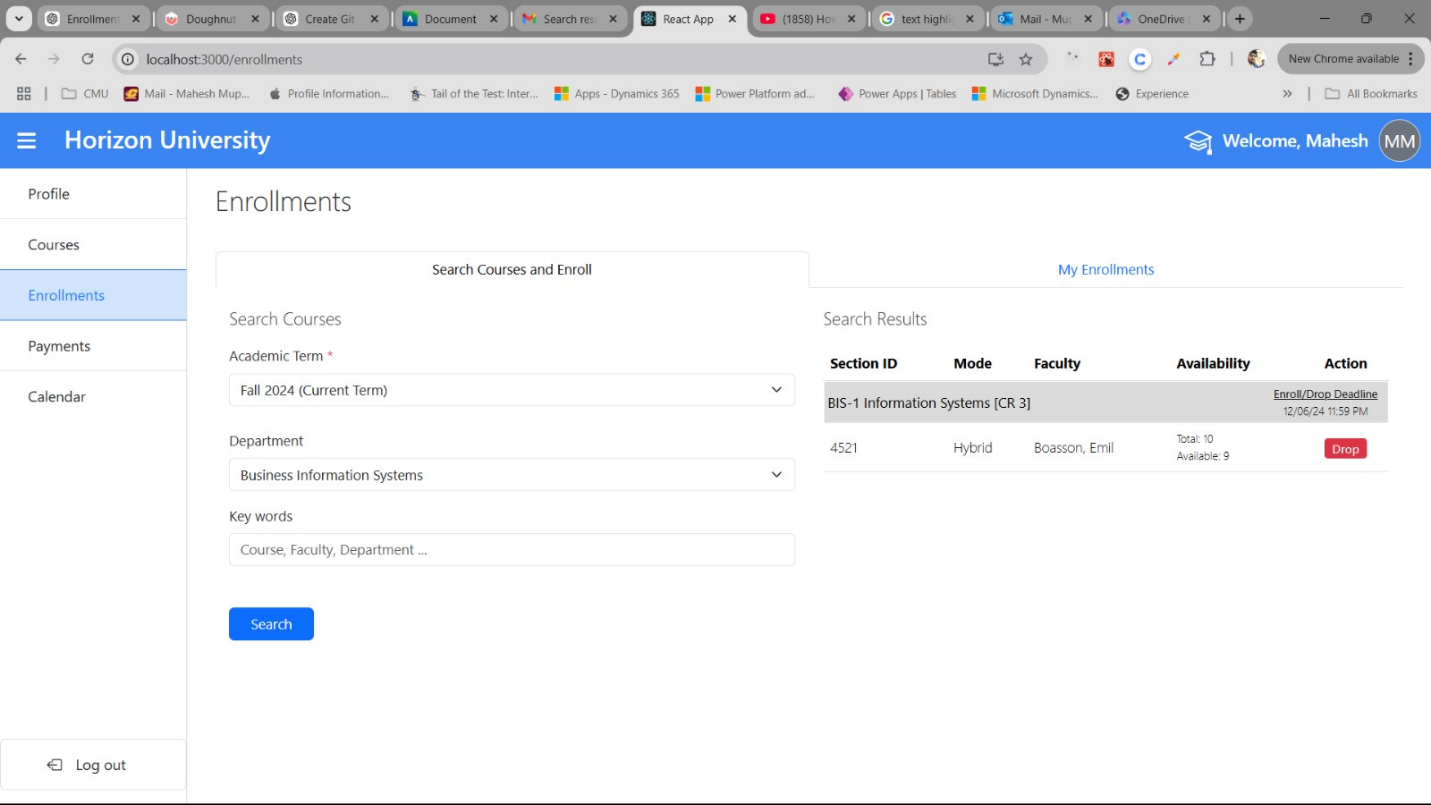 Enrollment
Doughnut
Create Git
Document
Search res
React App
(1858) Ho
text highlig
Mail - Mup
OneDrive
localhost:3000/enrollments
New Chrome available
CMU
Mail - Mahesh Mup...
Profile Information...
Tail of the Test: Inter...
Apps - Dynamics 365
Power Platform ad...
Power Apps | Tables
Microsoft Dynamics...
Experience
All Bookmarks
Horizon University
Welcome, Mahesh
MM
Profile
Courses
Enrollments
Payments
Calendar
Log out
Enrollments
Search Courses and Enroll
My Enrollments
Search Courses
Academic Term *
Fall 2024 (Current Term)
Department
Business Information Systems
Key words
Course, Faculty, Department ...
Search
Search Results
Section ID Mode Faculty Availability Action
BIS-1 Information Systems [CR 3]
Enroll/Drop Deadline
12/06/24 11:59 PM
4521 Hybrid Boasson, Emil
Total: 10
Available: 9
Drop